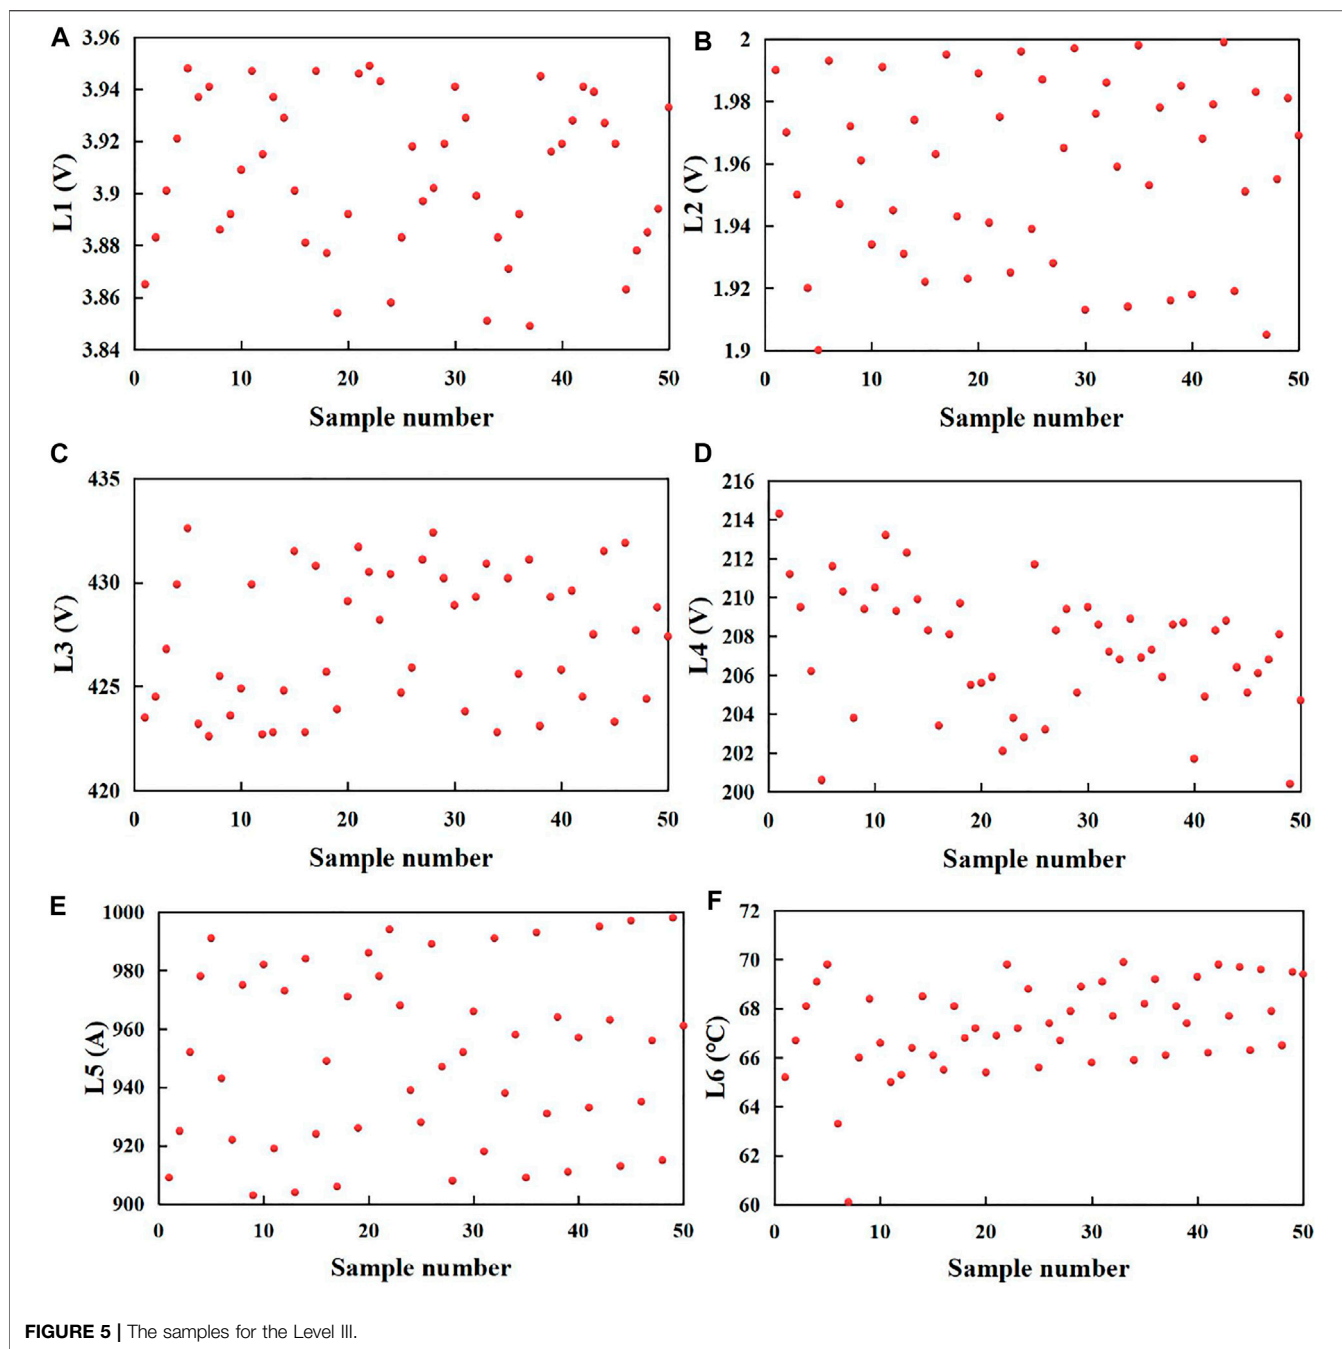 A
3.96
3.94
3.92
3.9
3.88
3.86
3.84
L1 (V)
0 10 20 30 40 50
Sample number
B
2
1.98
1.96
1.94
1.92
1.9
L2 (V)
0 10 20 30 40 50
Sample number
C
435
430
425
420
L3 (V)
0 10 20 30 40 50
Sample number
D
216
214
212
210
208
206
204
202
200
L4 (V)
0 10 20 30 40 50
Sample number
E
1000
980
960
940
920
900
L5 (A)
0 10 20 30 40 50
Sample number
F
72
70
68
66
64
62
60
L6 (°C)
0 10 20 30 40 50
Sample number
FIGURE 5 | The samples for the Level III.